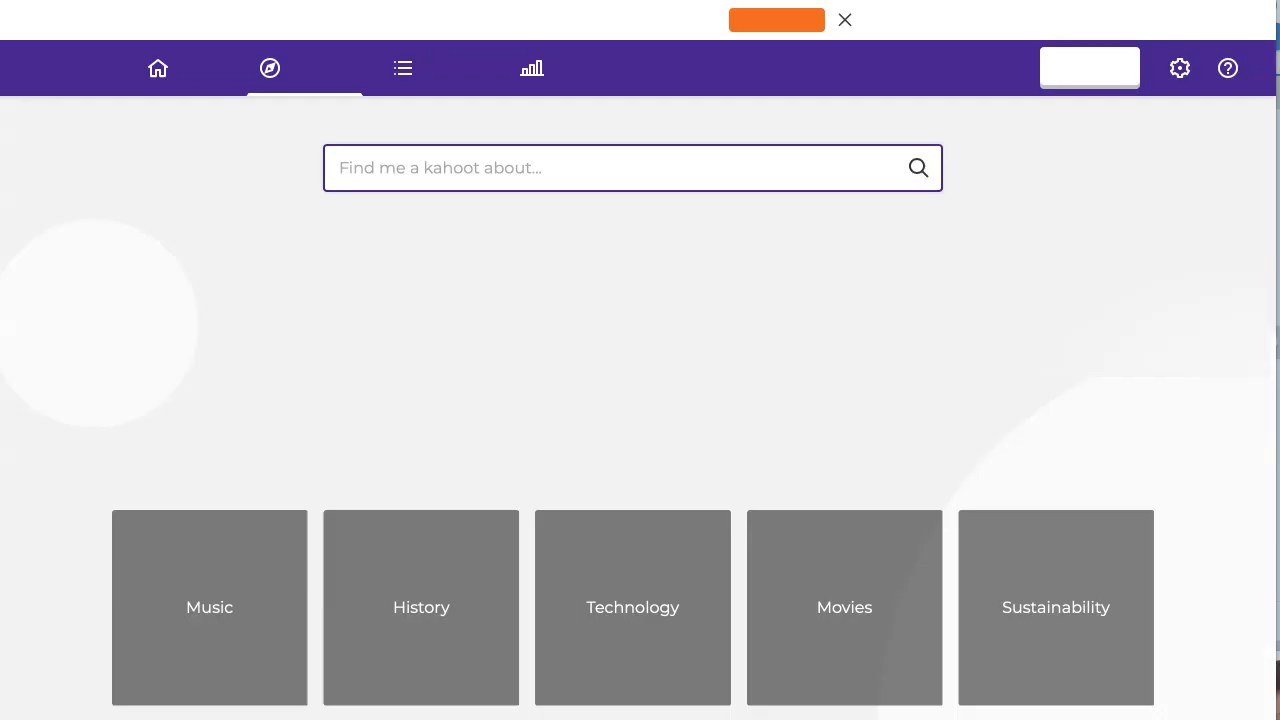 Find me a kahoot about...
Music
History
Technology
Movies
Sustainability